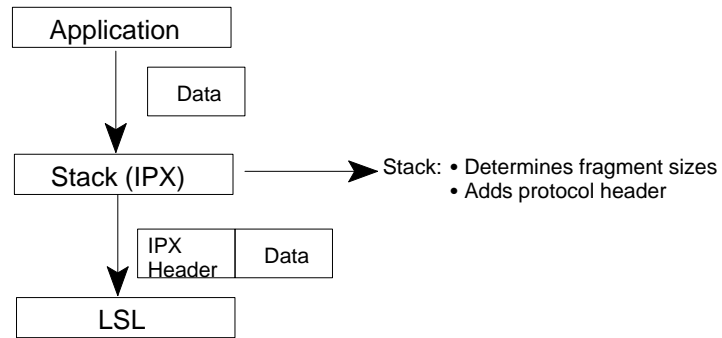 Application
Data
Stack (IPX)
Stack: • Determines fragment sizes
• Adds protocol header
IPX
Header
Data
LSL